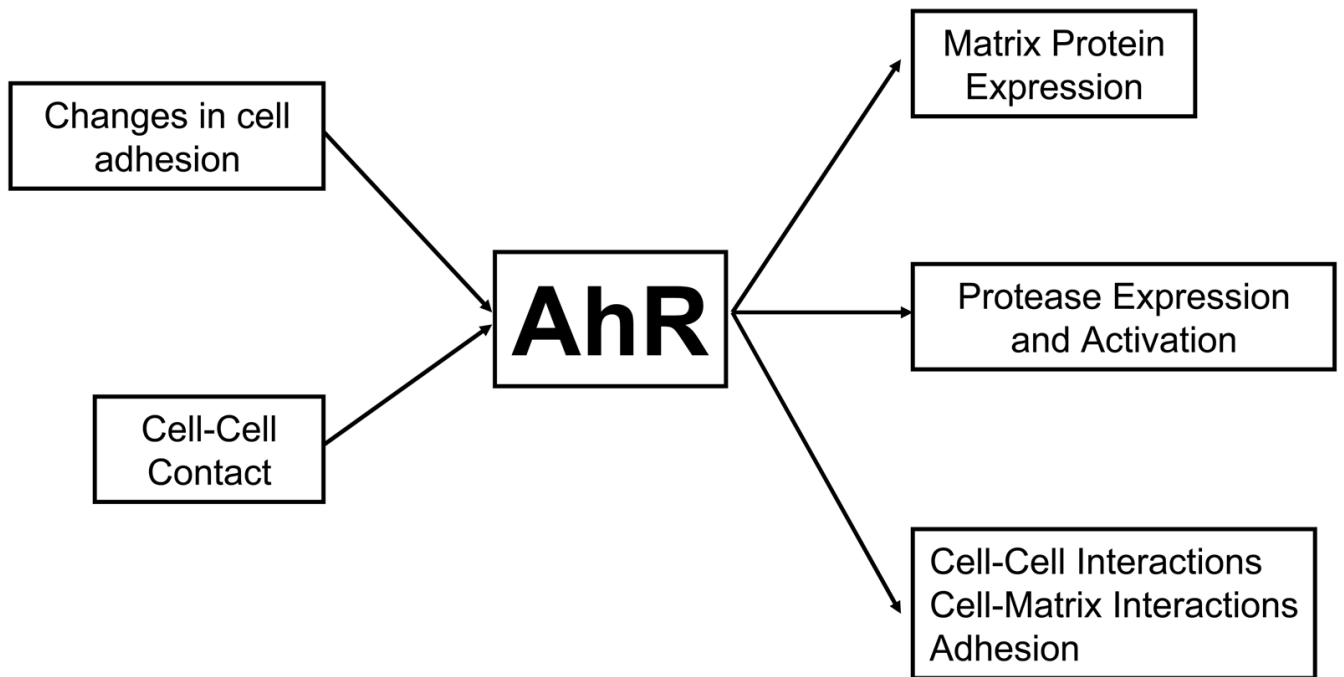 Changes in cell
adhesion
Cell-Cell
Contact
AhR
Matrix Protein
Expression
Protease Expression
and Activation
Cell-Cell Interactions
Cell-Matrix Interactions
Adhesion